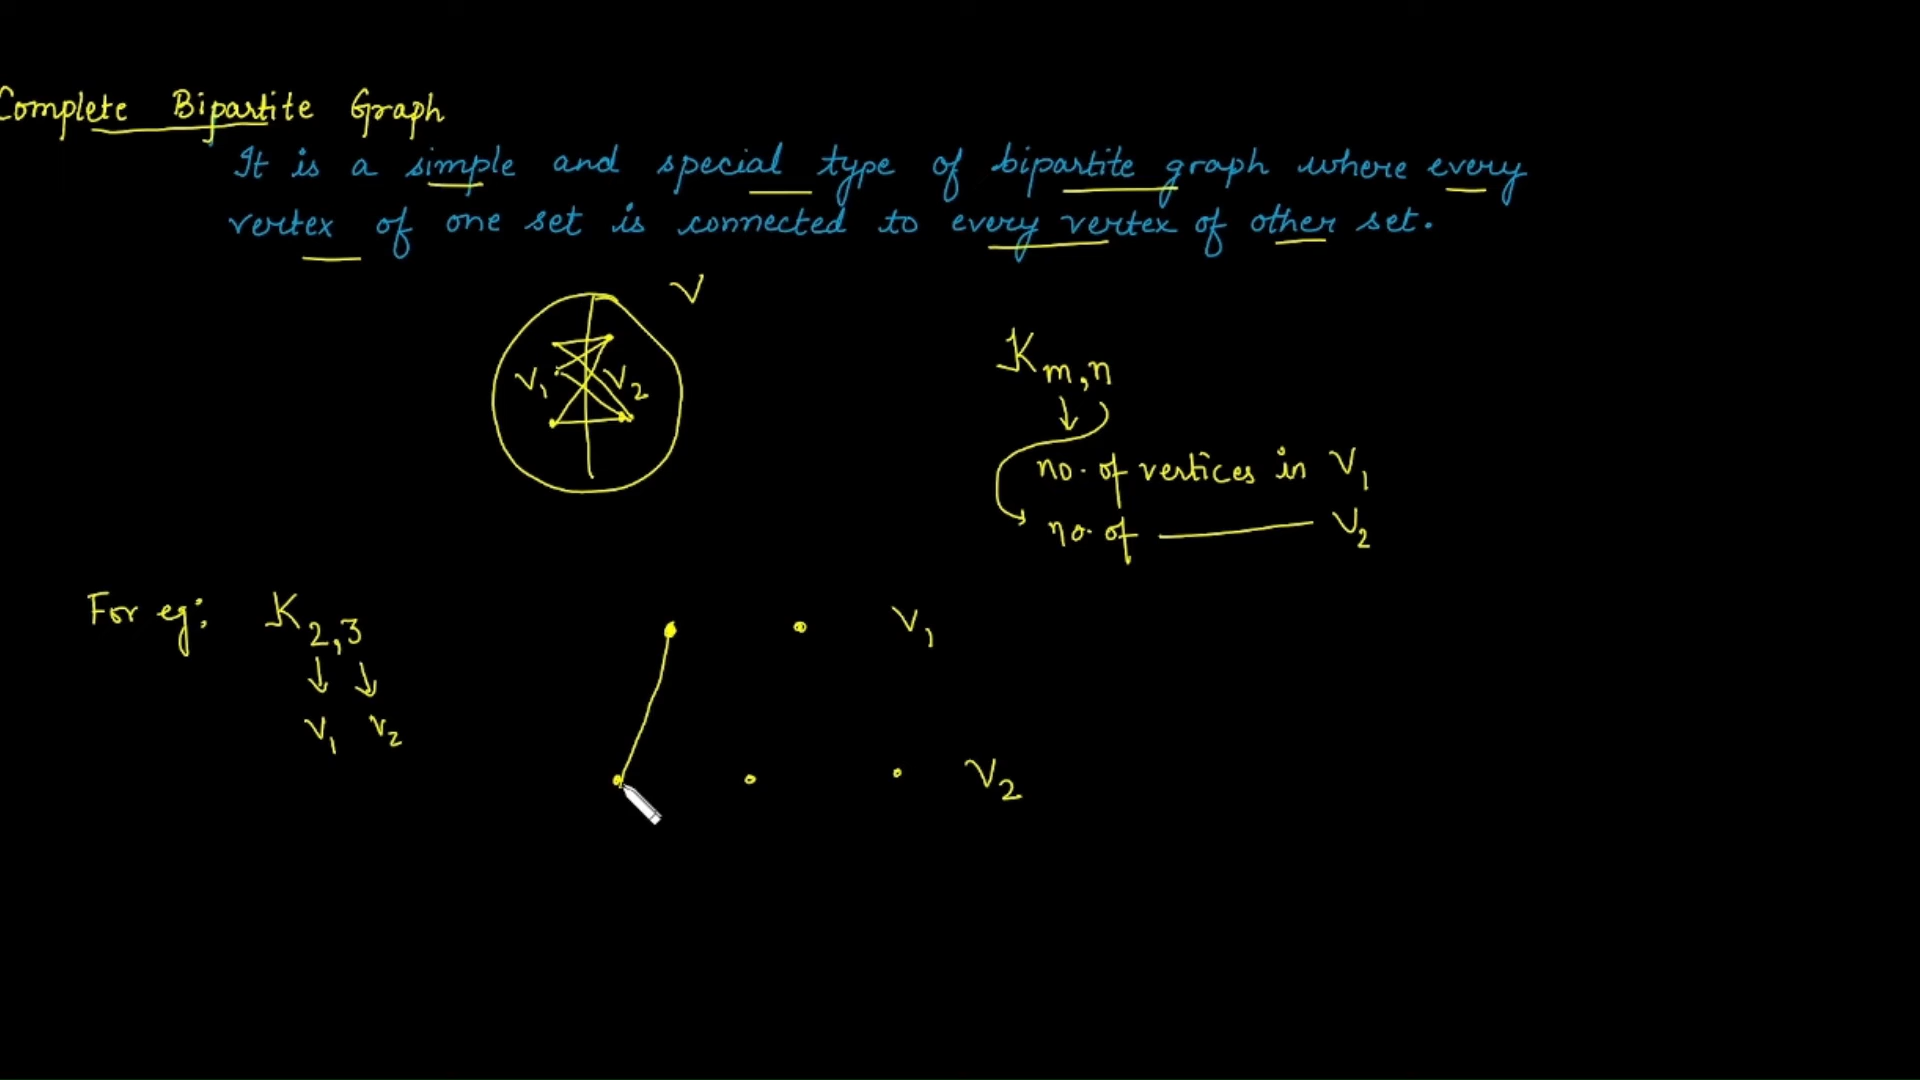 Complete Bipartite Graph
It is a simple and special type of bipartite graph where every
vertex of one set is connected to every vertex of other set.
V
V1 V2
Km,n
no. of vertices in V1
no. of ——— V2
For eg: K2,3
V1 V2
V1
V2